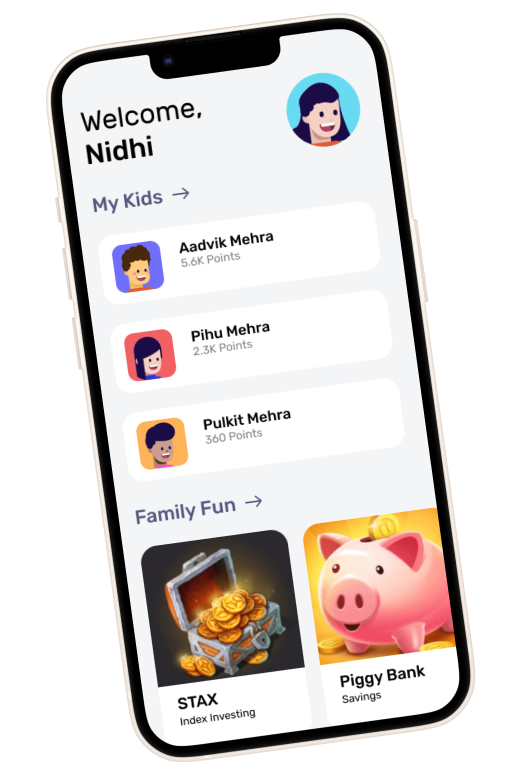 Welcome,
Nidhi
My Kids →
Aadvik Mehra
5.6K Points
Pihu Mehra
2.3K Points
Pulkit Mehra
360 Points
Family Fun →
STAX
Index Investing
Piggy Bank
Savings